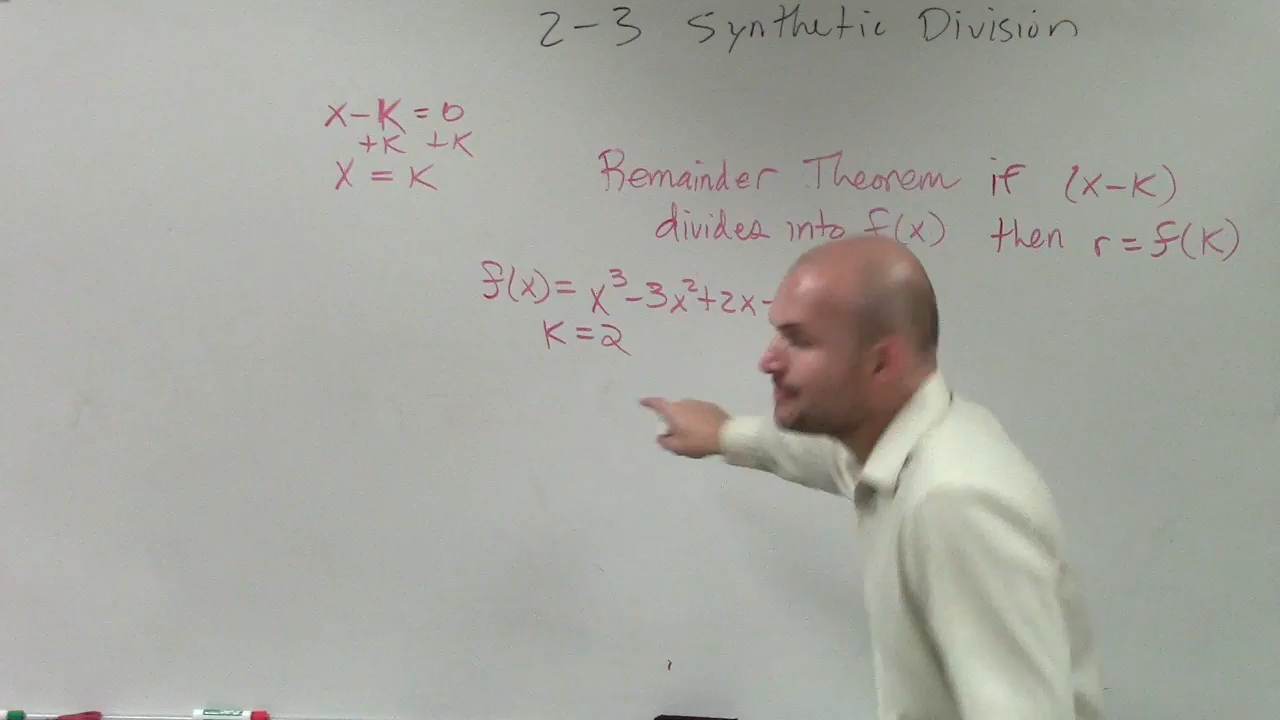 2-3 Synthetic Division
x-K=0
+K +K
x = K
Remainder Theorem if (x-K)
divides into f(x) then r=f(K)
f(x)= x³-3x²+2x-
K=2